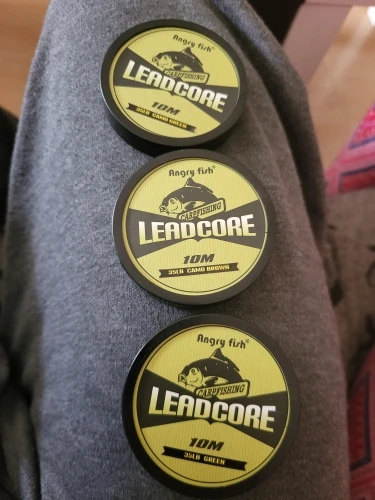 Angry fish®
CARPFISHING
LEADCORE
10M
35LB CAMO GREEN
Angry fish®
CARPFISHING
LEADCORE
10M
35LB CAMO BROWN
Angry fish®
CARPFISHING
LEADCORE
10M
35LB GREEN